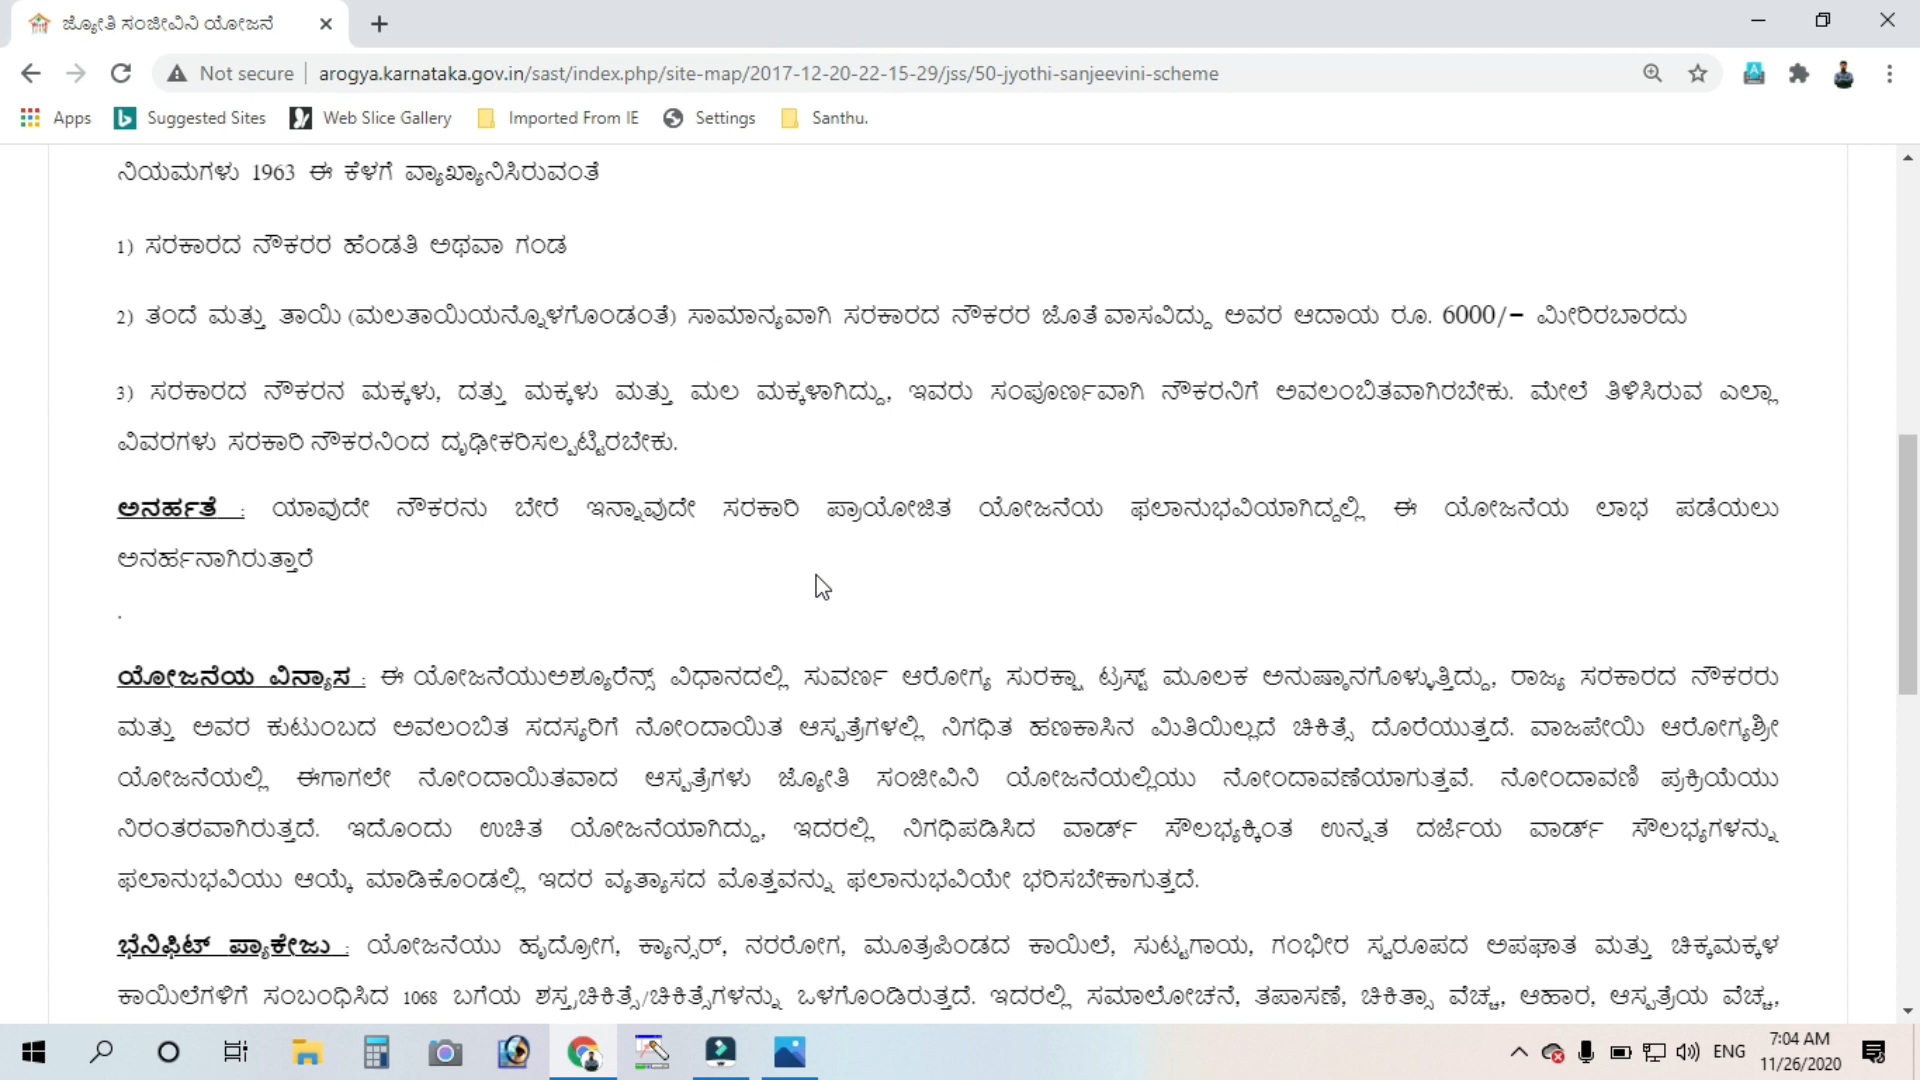 ಜ್ಯೋತಿ ಸಂಜೀವಿನಿ ಯೋಜನೆ
Not secure arogya.karnataka.gov.in/sast/index.php/site-map/2017-12-20-22-15-29/jss/50-jyothi-sanjeevini-scheme
Apps Suggested Sites Web Slice Gallery Imported From IE Settings Santhu.
ನಿಯಮಗಳು 1963 ಈ ಕೆಳಗೆ ವ್ಯಾಖ್ಯಾನಿಸಿರುವಂತೆ
1) ಸರಕಾರದ ನೌಕರರ ಹೆಂಡತಿ ಅಥವಾ ಗಂಡ
2) ತಂದೆ ಮತ್ತು ತಾಯಿ (ಮಲತಾಯಿಯನ್ನೊಳಗೊಂಡಂತೆ) ಸಾಮಾನ್ಯವಾಗಿ ಸರಕಾರದ ನೌಕರರ ಜೊತೆ ವಾಸವಿದ್ದು ಅವರ ಆದಾಯ ರೂ. 6000/– ಮೀರಿರಬಾರದು
3) ಸರಕಾರದ ನೌಕರನ ಮಕ್ಕಳು, ದತ್ತು ಮಕ್ಕಳು ಮತ್ತು ಮಲ ಮಕ್ಕಳಾಗಿದ್ದು, ಇವರು ಸಂಪೂರ್ಣವಾಗಿ ನೌಕರನಿಗೆ ಅವಲಂಬಿತವಾಗಿರಬೇಕು. ಮೇಲೆ ತಿಳಿಸಿರುವ ಎಲ್ಲಾ
ವಿವರಗಳು ಸರಕಾರಿ ನೌಕರನಿಂದ ದೃಢೀಕರಿಸಲ್ಪಟ್ಟಿರಬೇಕು.
ಅನರ್ಹತೆ : ಯಾವುದೇ ನೌಕರನು ಬೇರೆ ಇನ್ನಾವುದೇ ಸರಕಾರಿ ಪ್ರಾಯೋಜಿತ ಯೋಜನೆಯ ಫಲಾನುಭವಿಯಾಗಿದ್ದಲ್ಲಿ ಈ ಯೋಜನೆಯ ಲಾಭ ಪಡೆಯಲು
ಅನರ್ಹನಾಗಿರುತ್ತಾರೆ
.
ಯೋಜನೆಯ ವಿನ್ಯಾಸ : ಈ ಯೋಜನೆಯುಅಶ್ಯೂರೆನ್ಸ್ ವಿಧಾನದಲ್ಲಿ ಸುವರ್ಣ ಆರೋಗ್ಯ ಸುರಕ್ಷಾ ಟ್ರಸ್ಟ್ ಮೂಲಕ ಅನುಷ್ಠಾನಗೊಳ್ಳುತ್ತಿದ್ದು, ರಾಜ್ಯ ಸರಕಾರದ ನೌಕರರು
ಮತ್ತು ಅವರ ಕುಟುಂಬದ ಅವಲಂಬಿತ ಸದಸ್ಯರಿಗೆ ನೋಂದಾಯಿತ ಆಸ್ಪತ್ರೆಗಳಲ್ಲಿ ನಿಗಧಿತ ಹಣಕಾಸಿನ ಮಿತಿಯಿಲ್ಲದೆ ಚಿಕಿತ್ಸೆ ದೊರೆಯುತ್ತದೆ. ವಾಜಪೇಯಿ ಆರೋಗ್ಯಶ್ರೀ
ಯೋಜನೆಯಲ್ಲಿ ಈಗಾಗಲೇ ನೋಂದಾಯಿತವಾದ ಆಸ್ಪತ್ರೆಗಳು ಜ್ಯೋತಿ ಸಂಜೀವಿನಿ ಯೋಜನೆಯಲ್ಲಿಯು ನೋಂದಾವಣೆಯಾಗುತ್ತವೆ. ನೋಂದಾವಣಿ ಪ್ರಕ್ರಿಯೆಯು
ನಿರಂತರವಾಗಿರುತ್ತದೆ. ಇದೊಂದು ಉಚಿತ ಯೋಜನೆಯಾಗಿದ್ದು, ಇದರಲ್ಲಿ ನಿಗಧಿಪಡಿಸಿದ ವಾರ್ಡ್ ಸೌಲಭ್ಯಕ್ಕಿಂತ ಉನ್ನತ ದರ್ಜೆಯ ವಾರ್ಡ್ ಸೌಲಭ್ಯಗಳನ್ನು
ಫಲಾನುಭವಿಯು ಆಯ್ಕೆ ಮಾಡಿಕೊಂಡಲ್ಲಿ ಇದರ ವ್ಯತ್ಯಾಸದ ಮೊತ್ತವನ್ನು ಫಲಾನುಭವಿಯೇ ಭರಿಸಬೇಕಾಗುತ್ತದೆ.
ಭೆನಿಫಿಟ್ ಪ್ಯಾಕೇಜು : ಯೋಜನೆಯು ಹೃದ್ರೋಗ, ಕ್ಯಾನ್ಸರ್, ನರರೋಗ, ಮೂತ್ರಪಿಂಡದ ಕಾಯಿಲೆ, ಸುಟ್ಟಗಾಯ, ಗಂಭೀರ ಸ್ವರೂಪದ ಅಪಘಾತ ಮತ್ತು ಚಿಕ್ಕಮಕ್ಕಳ
ಕಾಯಿಲೆಗಳಿಗೆ ಸಂಬಂಧಿಸಿದ 1068 ಬಗೆಯ ಶಸ್ತ್ರಚಿಕಿತ್ಸೆ/ಚಿಕಿತ್ಸೆಗಳನ್ನು ಒಳಗೊಂಡಿರುತ್ತದೆ. ಇದರಲ್ಲಿ ಸಮಾಲೋಚನೆ, ತಪಾಸಣೆ, ಚಿಕಿತ್ಸಾ ವೆಚ್ಚ, ಆಹಾರ, ಆಸ್ಪತ್ರೆಯ ವೆಚ್ಚ,
ENG 7:04 AM
11/26/2020